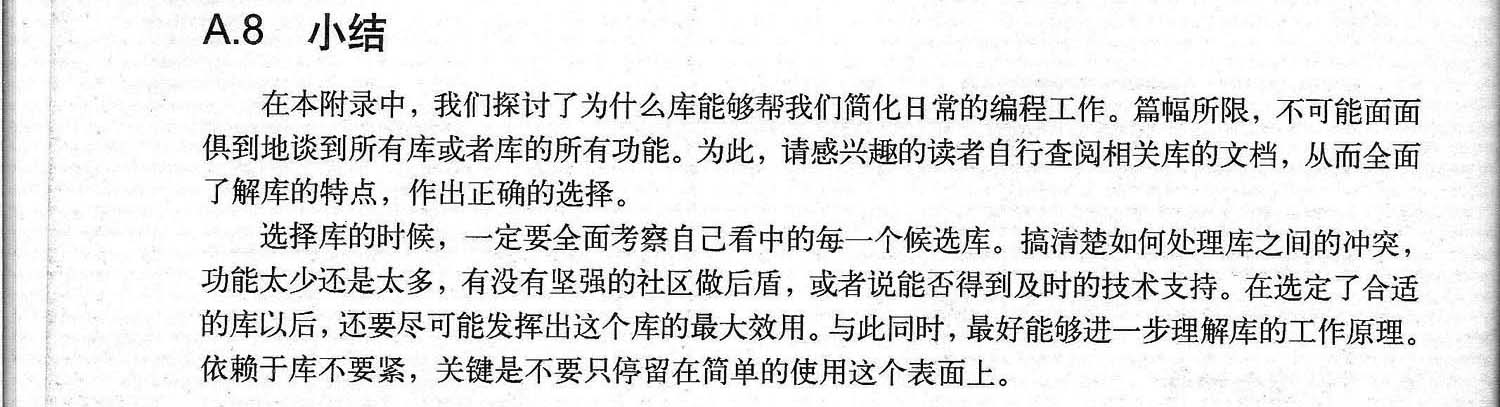 A.8 小结
在本附录中，我们探讨了为什么库能够帮我们简化日常的编程工作。篇幅所限，不可能面面
俱到地谈到所有库或者库的所有功能。为此，请感兴趣的读者自行查阅相关库的文档，从而全面
了解库的特点，作出正确的选择。
选择库的时候，一定要全面考察自己看中的每一个候选库。搞清楚如何处理库之间的冲突，
功能太少还是太多，有没有坚强的社区做后盾，或者说能否得到及时的技术支持。在选定了合适
的库以后，还要尽可能发挥出这个库的最大效用。与此同时，最好能够进一步理解库的工作原理。
依赖于库不要紧，关键是不要只停留在简单的使用这个表面上。